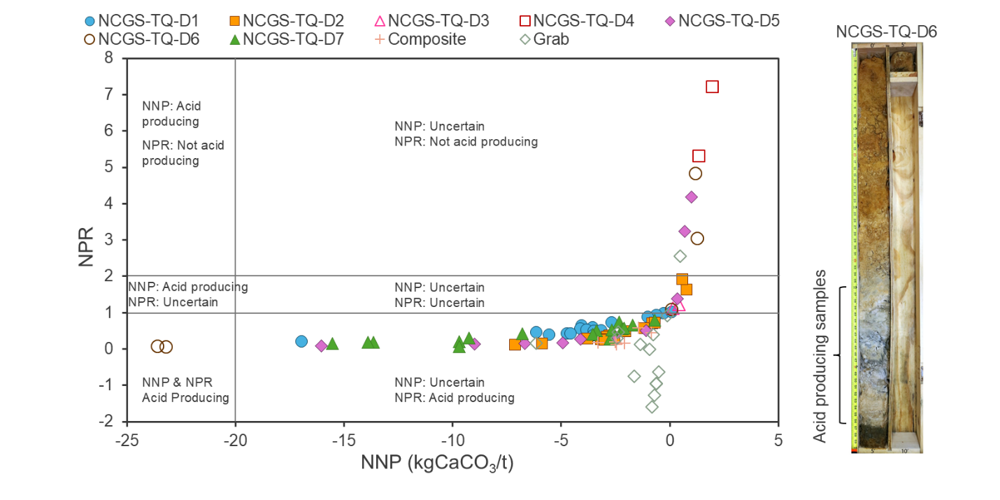 NCGS-TQ-D1 NCGS-TQ-D2 NCGS-TQ-D3 NCGS-TQ-D4 NCGS-TQ-D5
NCGS-TQ-D6 NCGS-TQ-D7 Composite Grab
NCGS-TQ-D6
8
7
6
5
4
3
2
1
0
-1
-2
NPR
NNP: Acid
producing
NPR: Not acid
producing
NNP: Uncertain
NPR: Not acid producing
NNP: Acid producing
NPR: Uncertain
NNP: Uncertain
NPR: Uncertain
NNP & NPR
Acid Producing
NNP: Uncertain
NPR: Acid producing
-25 -20 -15 -10 -5 0 5
NNP (kgCaCO₃/t)
Acid producing samples
0' 5'
5' 10'